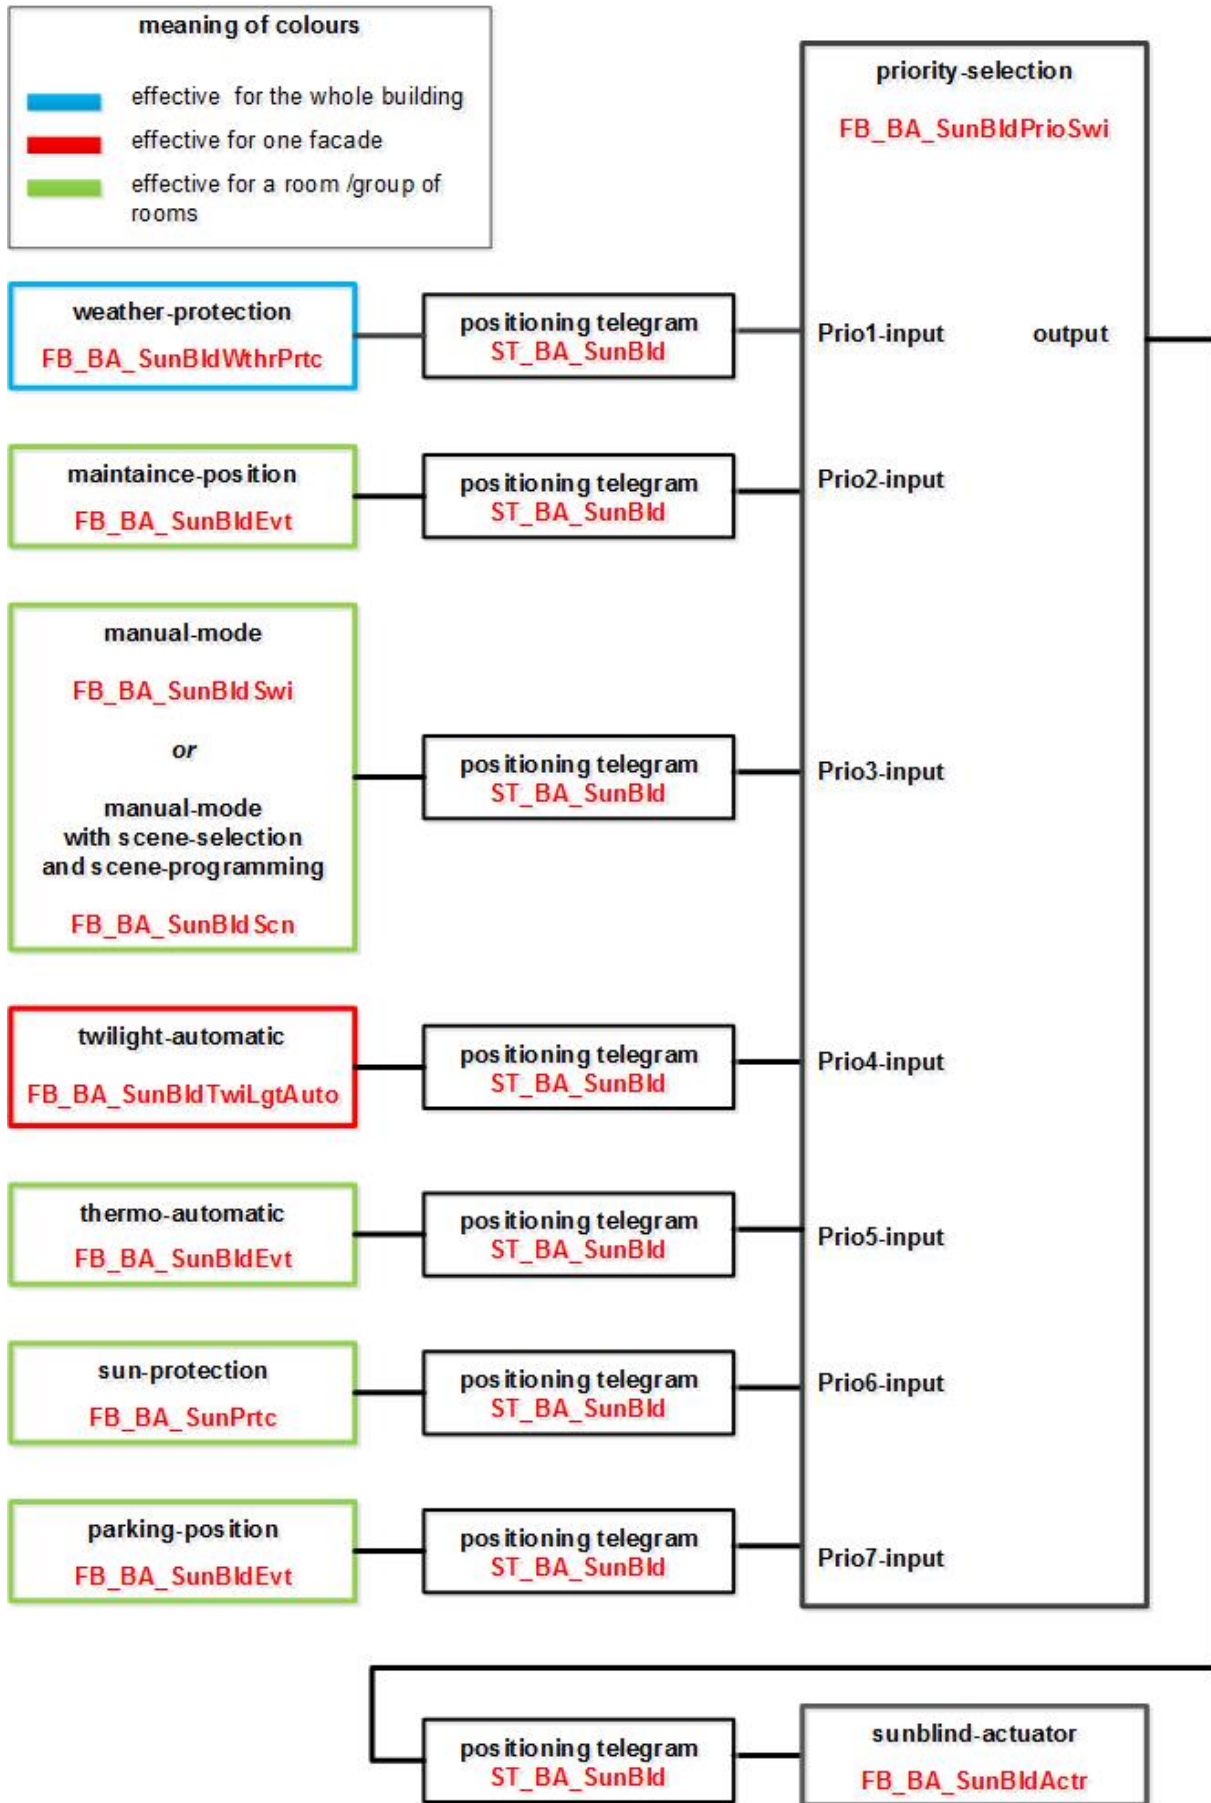 meaning of colours
effective for the whole building
effective for one facade
effective for a room /group of
rooms
priority-selection
FB_BA_SunBldPrioSwi
weather-protection
FB_BA_SunBldWthrPrtc
positioning telegram
ST_BA_SunBld
Prio1-input
output
maintaince-position
FB_BA_SunBldEvt
positioning telegram
ST_BA_SunBld
Prio2-input
manual-mode
FB_BA_SunBldSwi
or
manual-mode
with scene-selection
and scene-programming
FB_BA_SunBldScn
positioning telegram
ST_BA_SunBld
Prio3-input
twilight-automatic
FB_BA_SunBldTwiLgtAuto
positioning telegram
ST_BA_SunBld
Prio4-input
thermo-automatic
FB_BA_SunBldEvt
positioning telegram
ST_BA_SunBld
Prio5-input
sun-protection
FB_BA_SunPrtc
positioning telegram
ST_BA_SunBld
Prio6-input
parking-position
FB_BA_SunBldEvt
positioning telegram
ST_BA_SunBld
Prio7-input
positioning telegram
ST_BA_SunBld
sunblind-actuator
FB_BA_SunBldActr